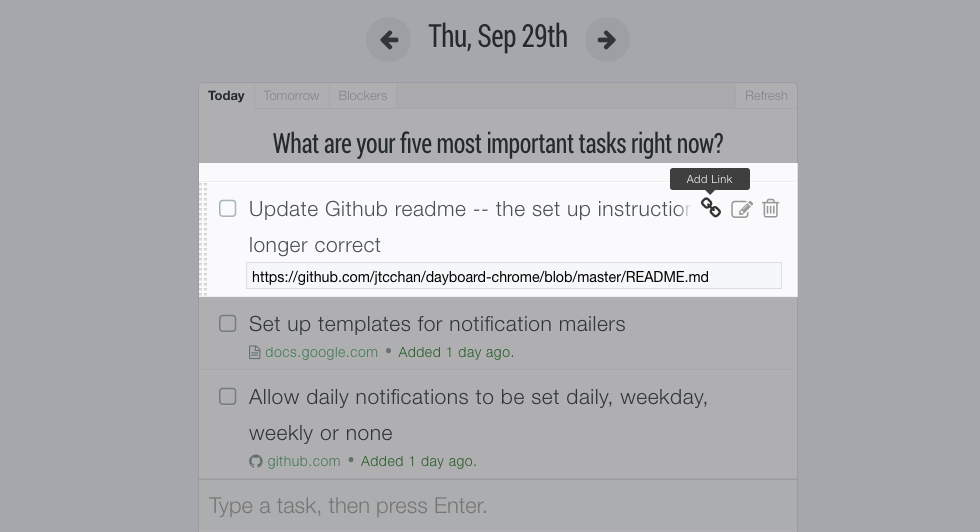 Thu, Sep 29th
Today Tomorrow Blockers Refresh
What are your five most important tasks right now?
Add Link
Update Github readme -- the set up
longer correct
https://github.com/jtcchan/dayboard-chrome/blob/master/README.md
Set up templates for notification mailers
docs.google.com • Added 1 day ago.
Allow daily notifications to be set daily, weekday,
weekly or none
github.com • Added 1 day ago.
Type a task, then press Enter.